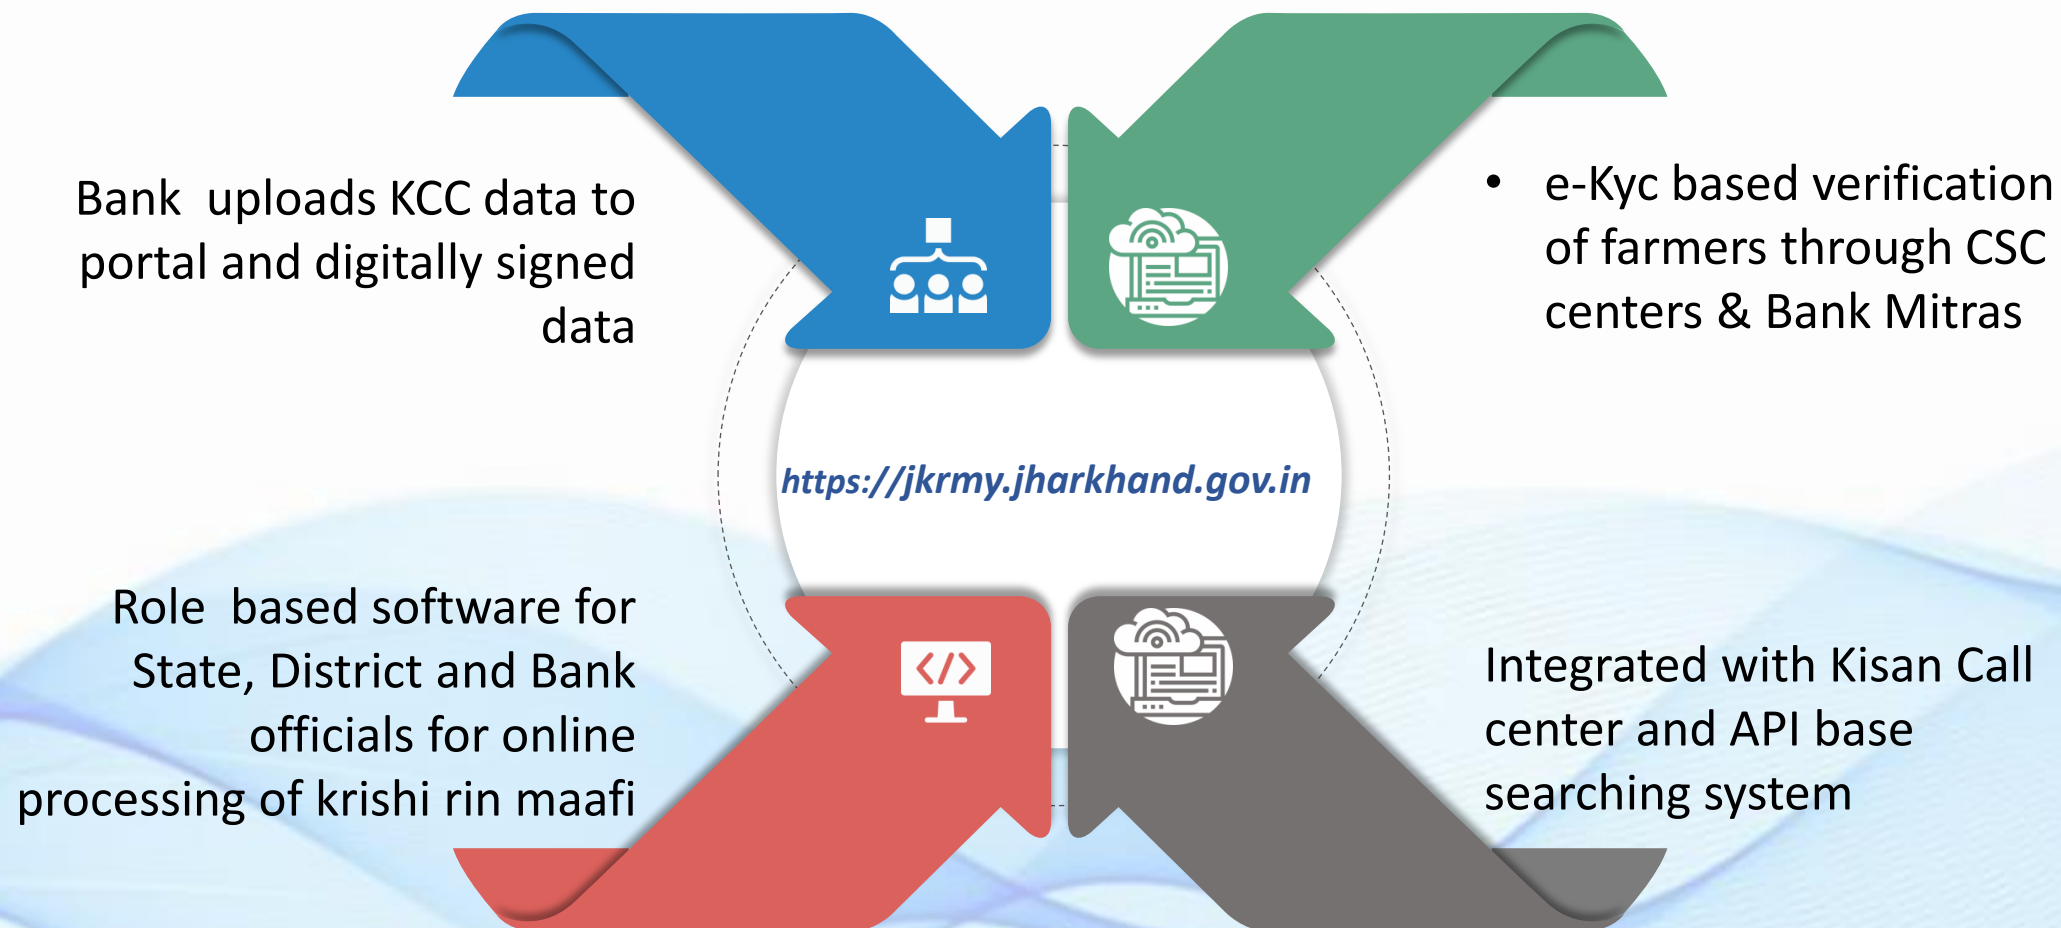 Bank  uploads KCC data to
portal and digitally signed
data
• e-Kyc based verification
of farmers through CSC
centers & Bank Mitras
https://jkrmy.jharkhand.gov.in
Role  based software for
State, District and Bank
officials for online
processing of krishi rin maafi
Integrated with Kisan Call
center and API base
searching system